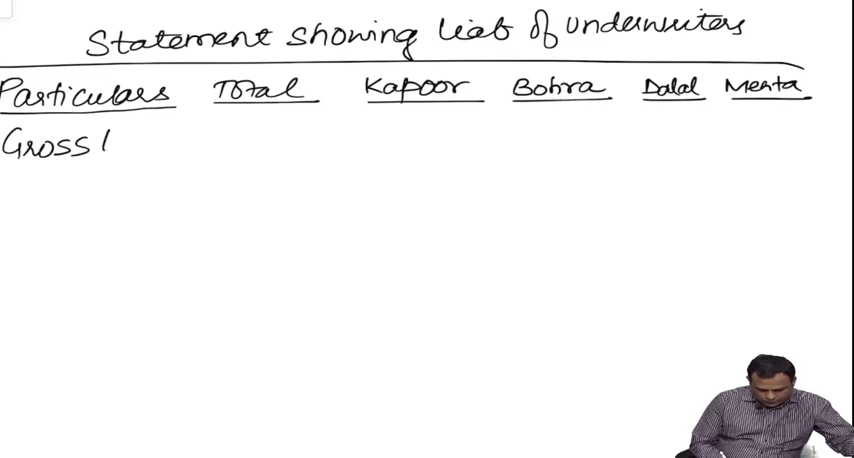 Statement showing liab of underwriters
Particulars Total Kapoor Bohra Dalal Mehta
Gross l